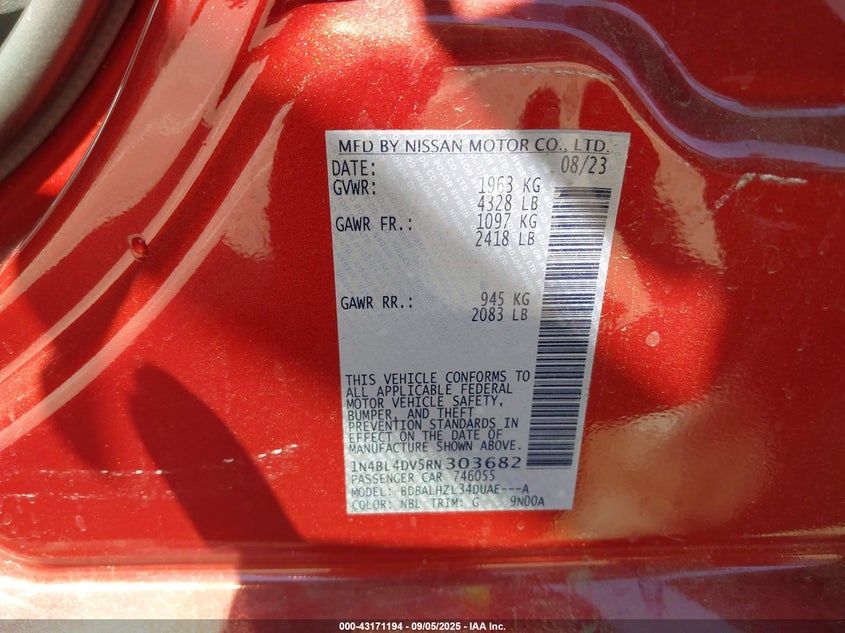 MFD BY NISSAN MOTOR CO., LTD.
DATE: 08/23
GVWR: 1963 KG
4328 LB
GAWR FR.: 1097 KG
2418 LB
GAWR RR.: 945 KG
2083 LB
THIS VEHICLE CONFORMS TO
ALL APPLICABLE FEDERAL
MOTOR VEHICLE SAFETY,
BUMPER, AND THEFT
PREVENTION STANDARDS IN
EFFECT ON THE DATE OF
MANUFACTURE SHOWN ABOVE.
1N4BL4DV5RN303682
PASSENGER CAR 746055
MODEL: BDBALHZL34DUAE---A
COLOR: NBL TRIM: G 9N00A
000-43171194 - 09/05/2025 - IAA Inc.